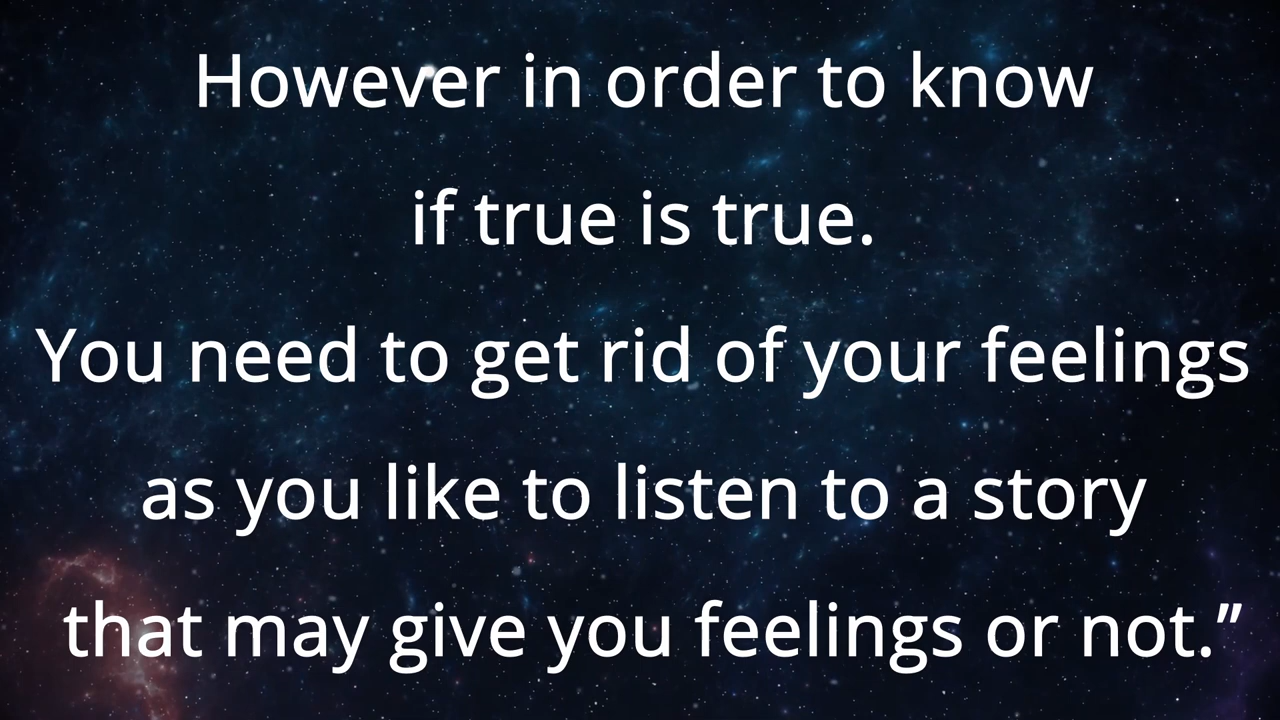 However in order to know
if true is true.
You need to get rid of your feelings
as you like to listen to a story
that may give you feelings or not.”